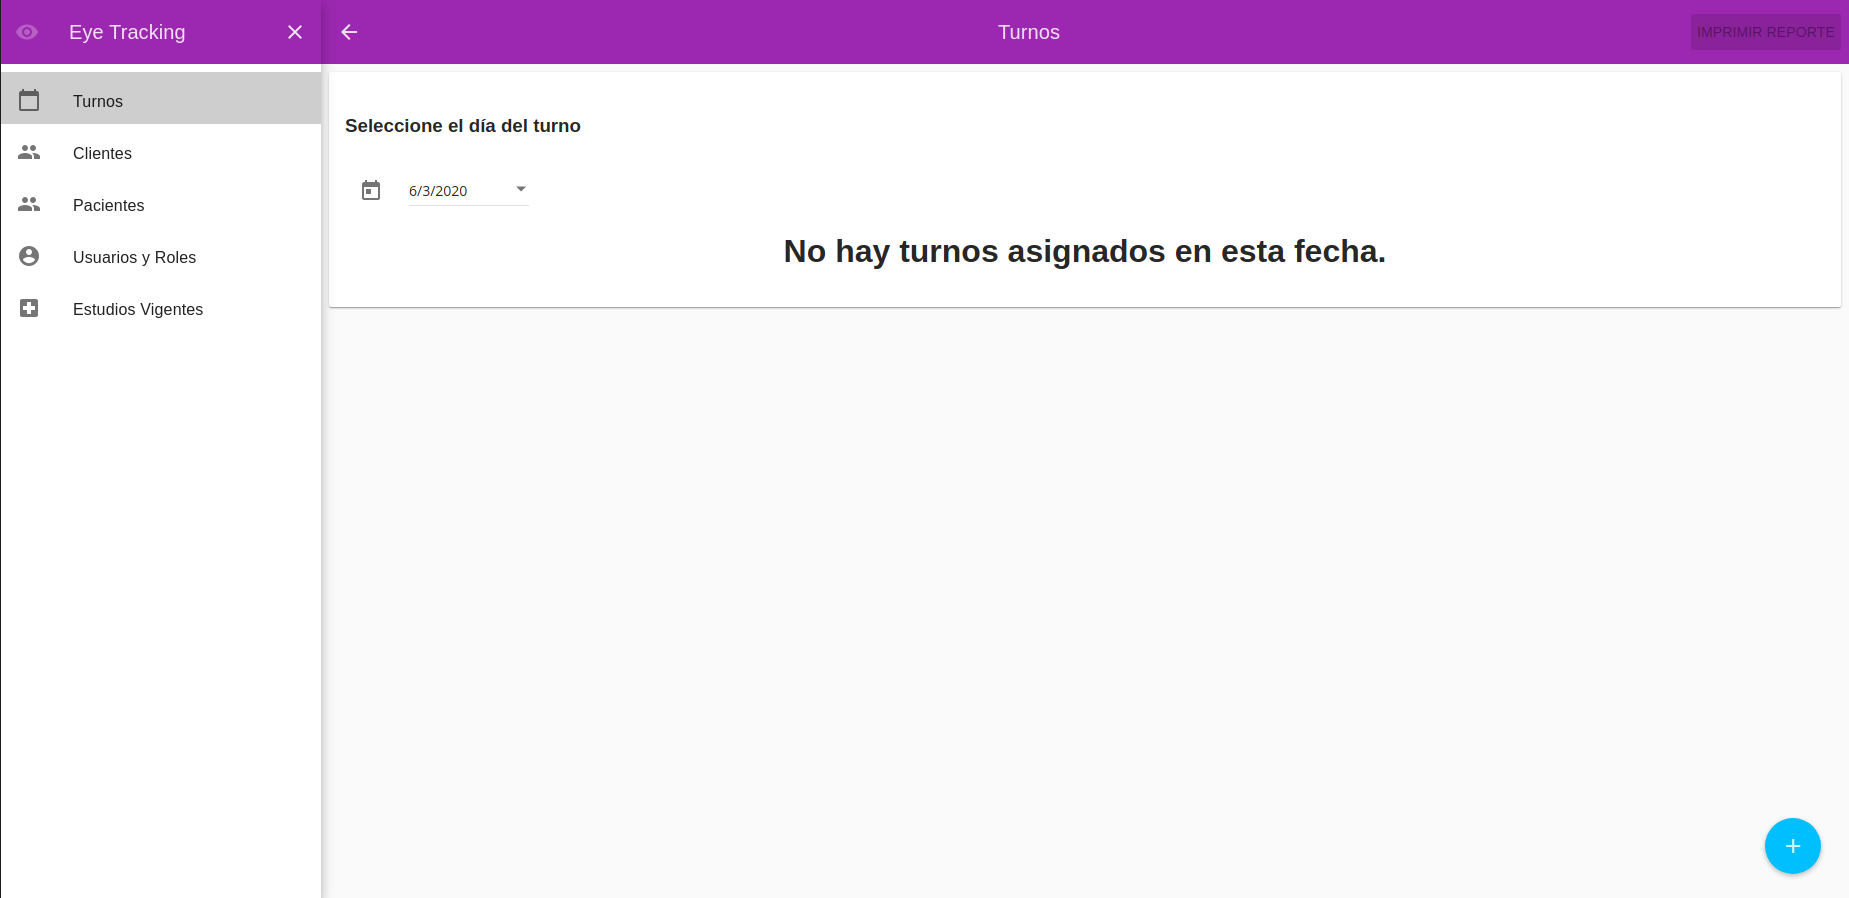 Eye Tracking
Turnos
IMPRIMIR REPORTE
Turnos
Clientes
Pacientes
Usuarios y Roles
Estudios Vigentes
Seleccione el día del turno
6/3/2020
No hay turnos asignados en esta fecha.